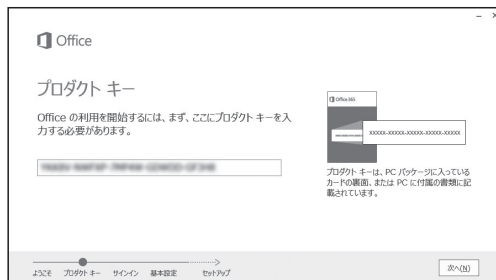 Office
プロダクト キー
Office の利用を開始するには、まず、ここにプロダクト キーを入
力する必要があります。
Office 365
XXXXX-XXXXX-XXXXX-XXXXX-XXXXX
プロダクト キーは、PC パッケージに入っている
カードの裏面、または PC に付属の書類に記
載されています。
ようこそ プロダクト キー サインイン 基本設定 セットアップ
次へ(N)